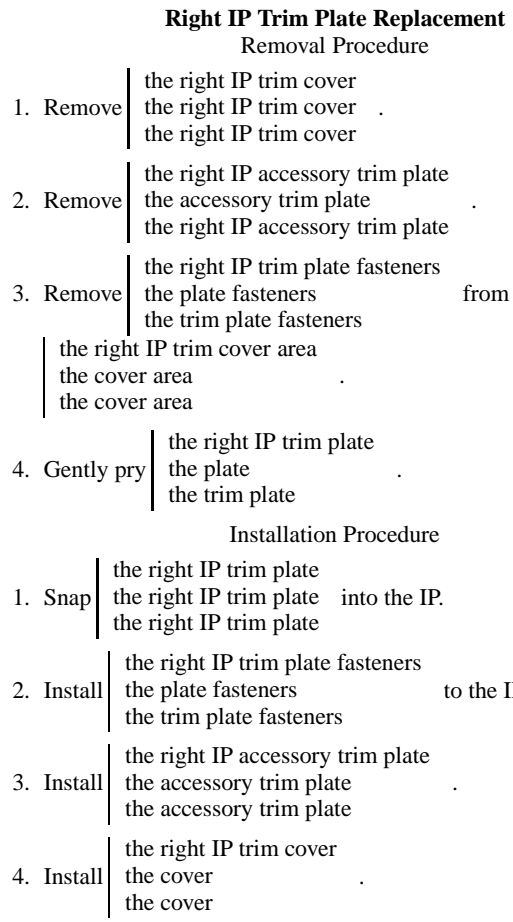 Right IP Trim Plate Replacement
Removal Procedure
the right IP trim cover
1. Remove the right IP trim cover .
the right IP trim cover
the right IP accessory trim plate
2. Remove the accessory trim plate .
the right IP accessory trim plate
the right IP trim plate fasteners
3. Remove the plate fasteners from
the trim plate fasteners
the right IP trim cover area
the cover area .
the cover area
the right IP trim plate
4. Gently pry the plate .
the trim plate
Installation Procedure
the right IP trim plate
1. Snap the right IP trim plate into the IP.
the right IP trim plate
the right IP trim plate fasteners
2. Install the plate fasteners to the
the trim plate fasteners
the right IP accessory trim plate
3. Install the accessory trim plate .
the accessory trim plate
the right IP trim cover
4. Install the cover .
the cover